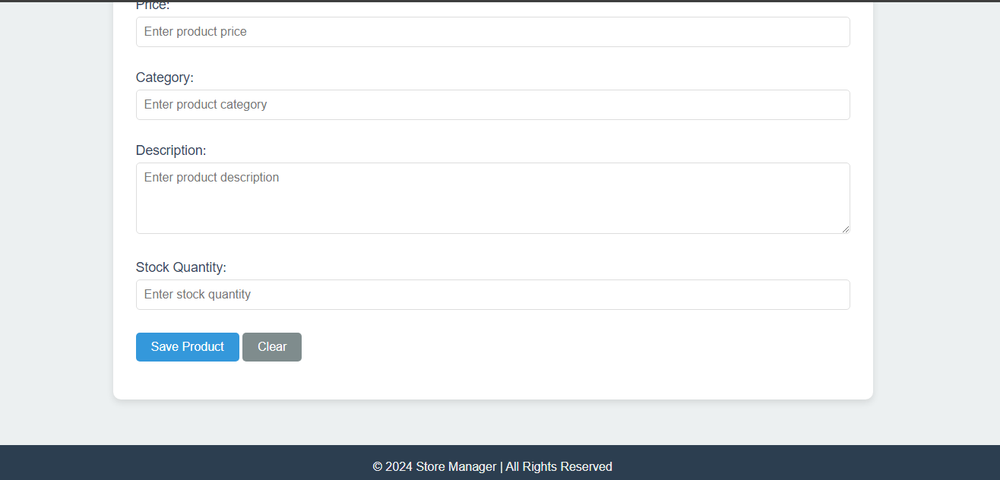 Price:
Enter product price
Category:
Enter product category
Description:
Enter product description
Stock Quantity:
Enter stock quantity
Save Product Clear
© 2024 Store Manager | All Rights Reserved